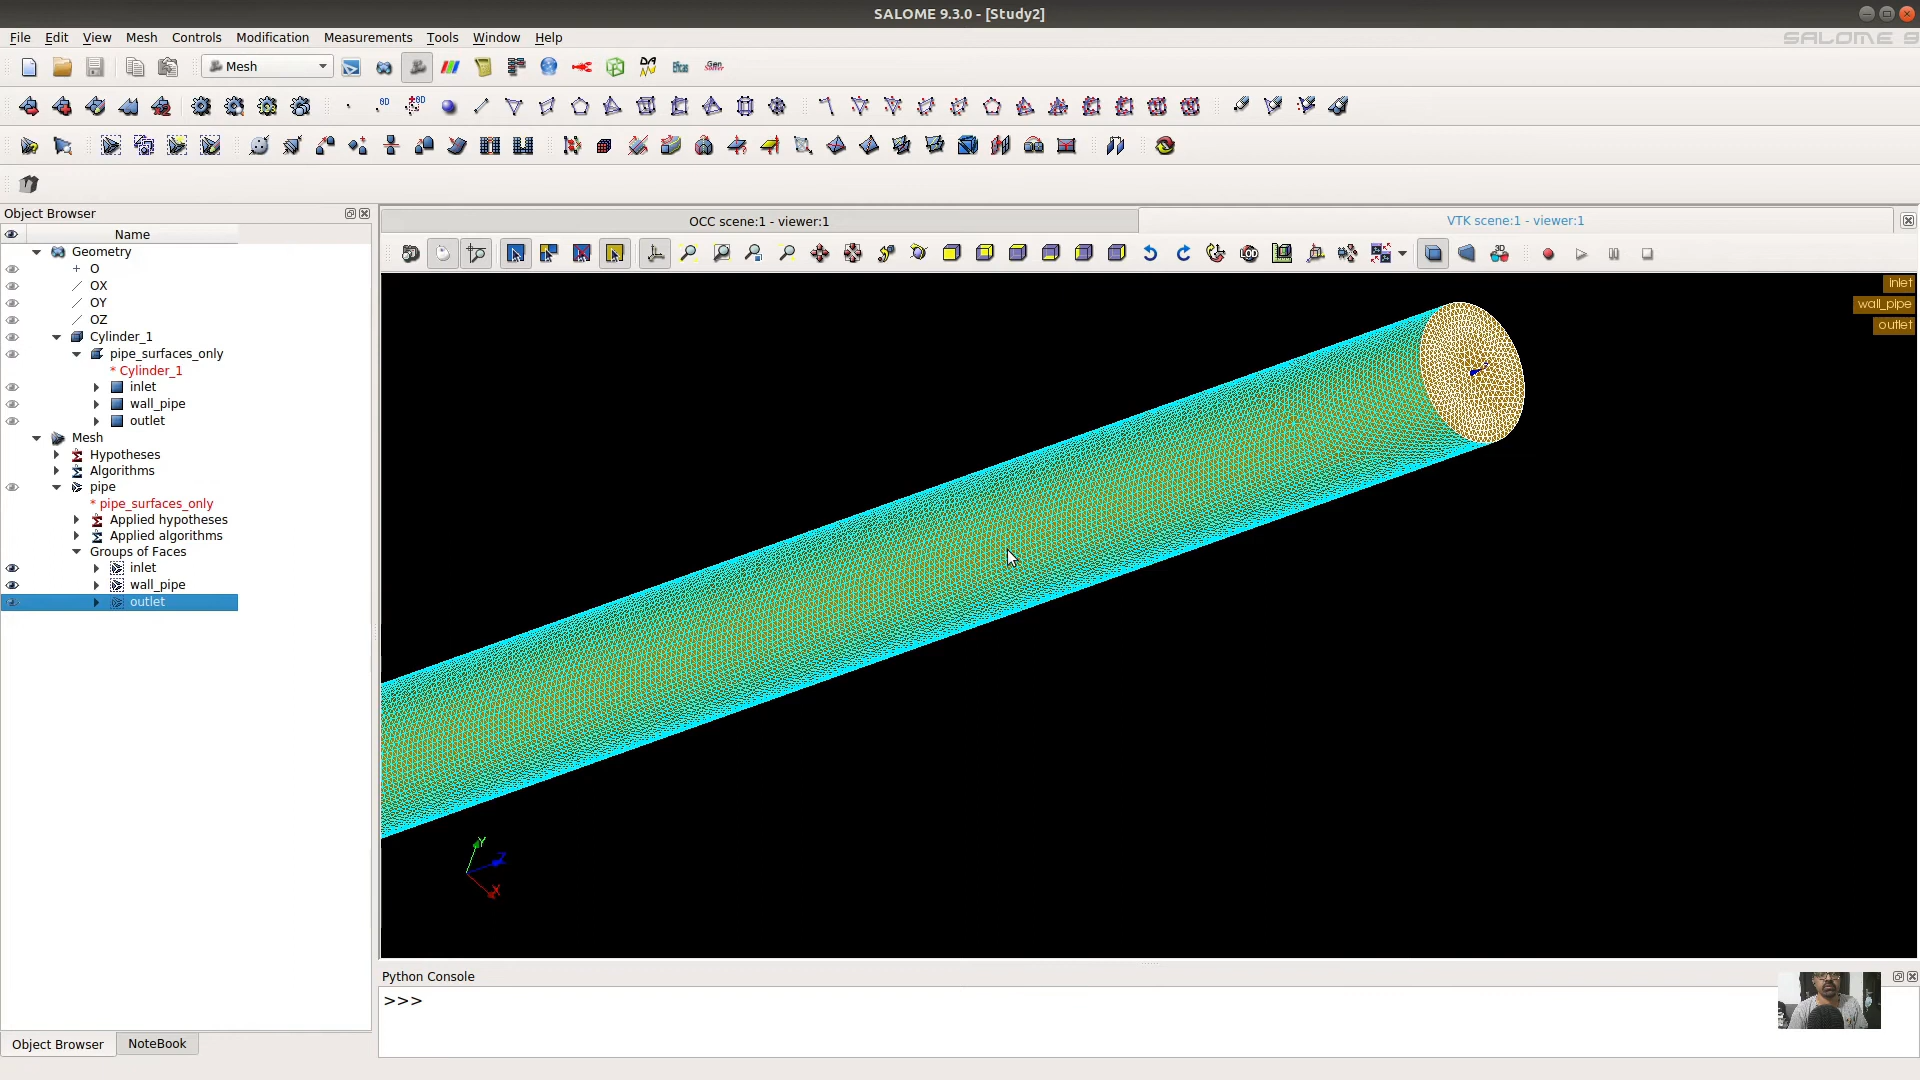 SALOME 9.3.0 - [Study2]
File Edit View Mesh Controls Modification Measurements Tools Window Help
SALOME 9
Mesh
Object Browser
Name
Geometry
O
OX
OY
OZ
Cylinder_1
pipe_surfaces_only
* Cylinder_1
inlet
wall_pipe
outlet
Mesh
Hypotheses
Algorithms
pipe
* pipe_surfaces_only
Applied hypotheses
Applied algorithms
Groups of Faces
inlet
wall_pipe
outlet
Object Browser
NoteBook
OCC scene:1 - viewer:1
VTK scene:1 - viewer:1
inlet
wall_pipe
outlet
Y
Z
X
Python Console
>>>